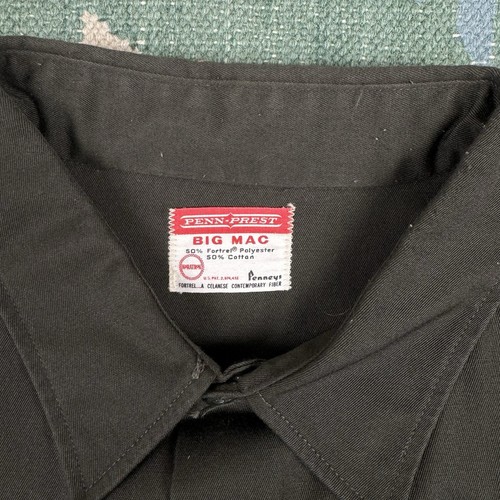 PENN-PREST
BIG MAC
50% Fortrel® Polyester
50% Cotton
Penneys
FORTREL...A CELANESE CONTEMPORARY FIBER